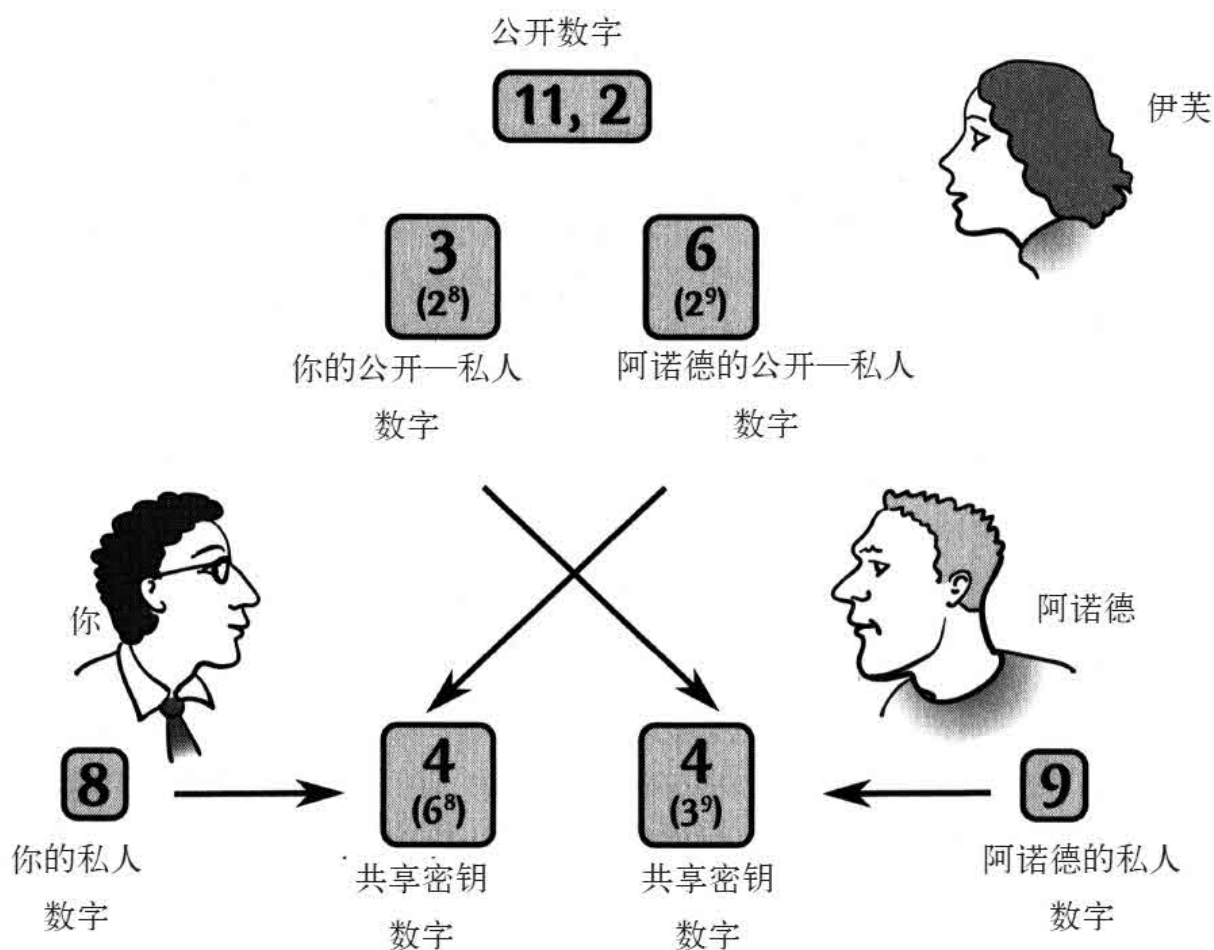 公开数字
11, 2
伊芙
3
(2⁸)
你的公开—私人
数字
6
(2⁹)
阿诺德的公开—私人
数字
你
阿诺德
8
你的私人
数字
4
(6⁸)
共享密钥
数字
4
(3⁹)
共享密钥
数字
9
阿诺德的私人
数字